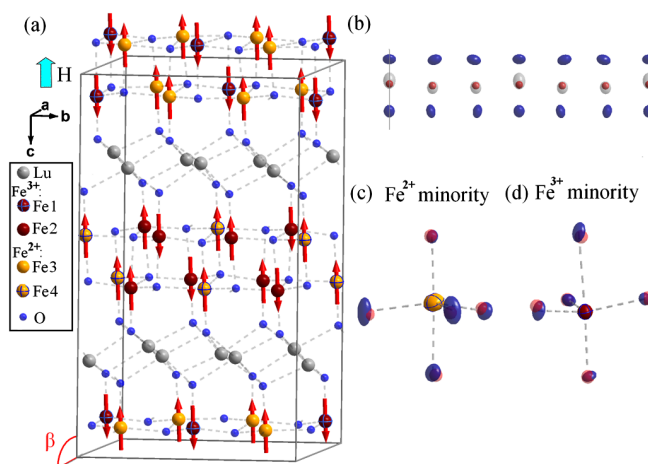 (a)
H
a
b
c
Lu
Fe3+:
Fe1
Fe2
Fe2+:
Fe3
Fe4
O
β
(b)
(c) Fe2+ minority
(d) Fe3+ minority